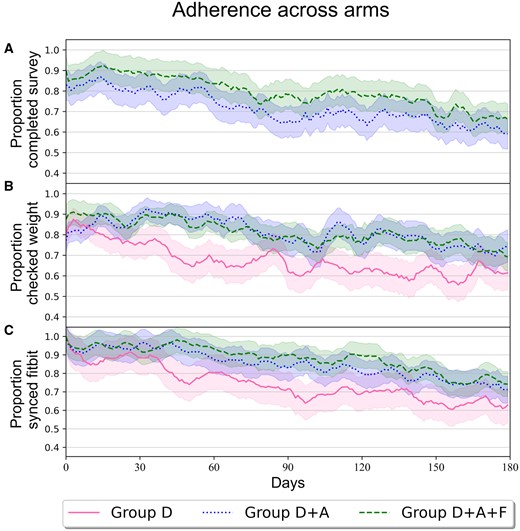 Adherence across arms
A
Proportion
completed survey
1.0
0.9
0.8
0.7
0.6
0.5
0.4
B
Proportion
checked weight
1.0
0.9
0.8
0.7
0.6
0.5
0.4
C
Proportion
synced fitbit
1.0
0.9
0.8
0.7
0.6
0.5
0.4
0 30 60 90 120 150 180
Days
Group D Group D+A Group D+A+F